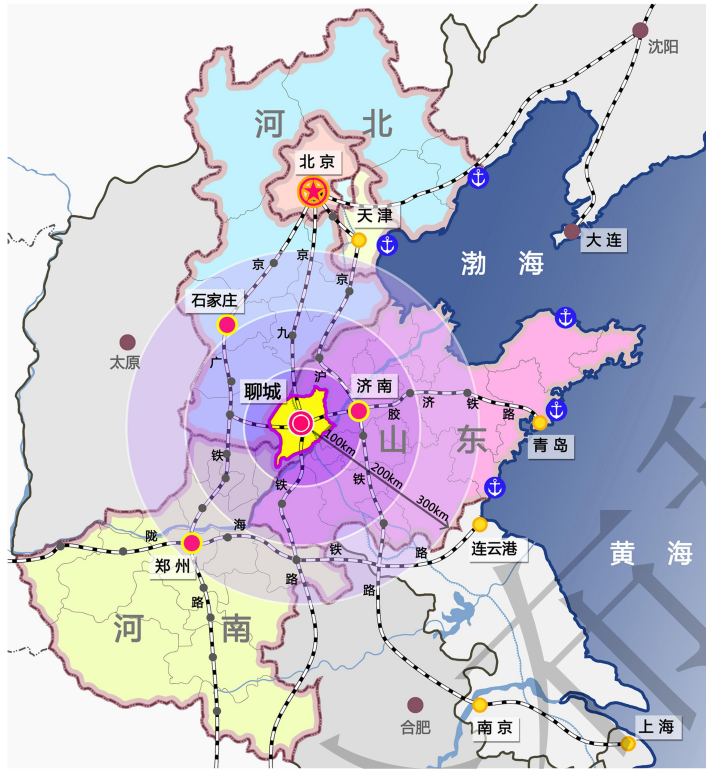 沈阳
河 北
北京
天津
大连
渤 海
京
京
京
石家庄
太原
广
九
沪
聊城
济南
胶
济
铁
路
青岛
山 东
100km
200km
300km
铁
铁
铁
陇
海
铁
路
连云港
郑州
黄 海
路
路
路
河 南
合肥
南京
上海